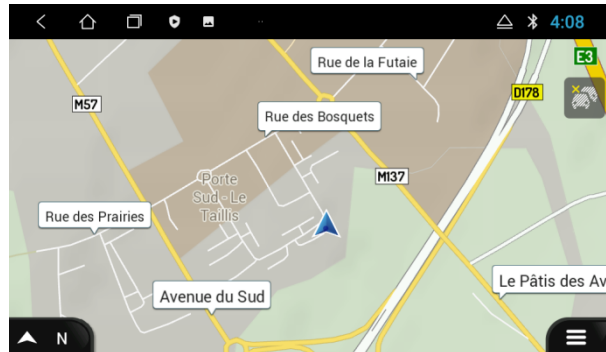 4:08
Rue de la Futaie
E3
M57
D178
Rue des Bosquets
Porte
Sud - Le
Taillis
M137
Rue des Prairies
Le Pâtis des Av
Avenue du Sud
N